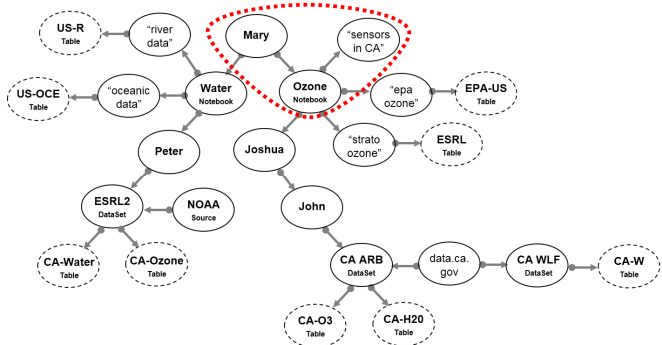 US-R
Table
“river
data”
Mary
“sensors
in CA”
US-OCE
Table
“oceanic
data”
Water
Notebook
Ozone
Notebook
“epa
ozone”
EPA-US
Table
Peter
Joshua
“strato
ozone”
ESRL
Table
ESRL2
DataSet
NOAA
Source
John
CA-Water
Table
CA-Ozone
Table
CA ARB
DataSet
data.ca.
gov
CA WLF
DataSet
CA-W
Table
CA-O3
Table
CA-H20
Table